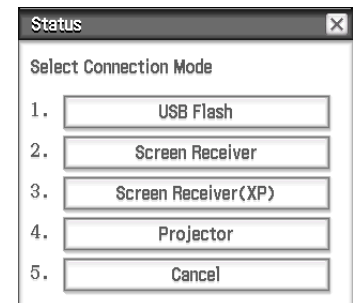 Status
Select Connection Mode
1. USB Flash
2. Screen Receiver
3. Screen Receiver(XP)
4. Projector
5. Cancel